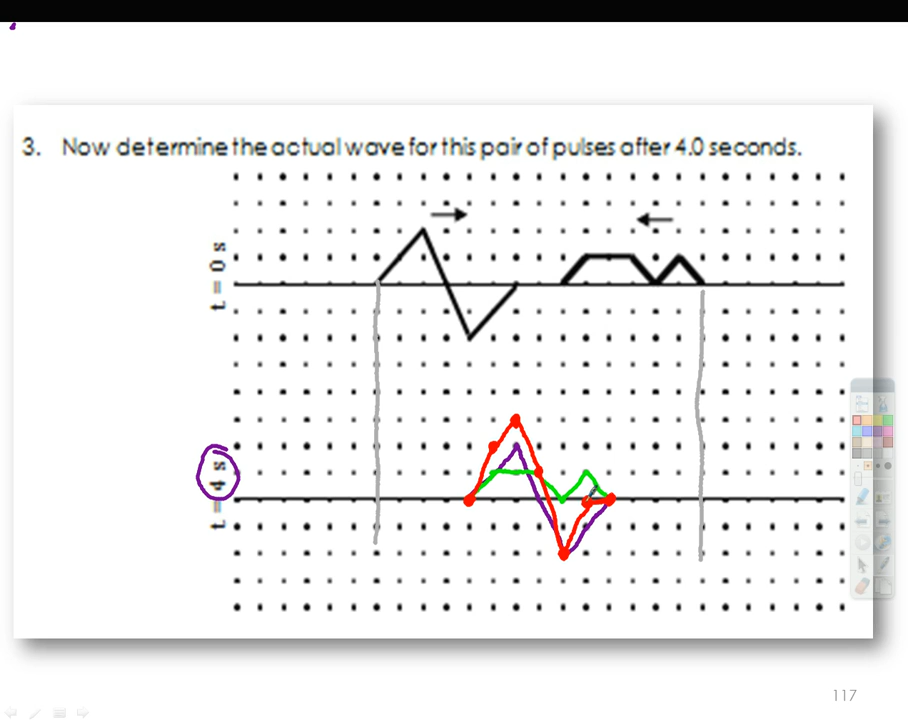 3. Now determine the actual wave for this pair of pulses after 4.0 seconds.
t = 0 s
t = 4 s
117